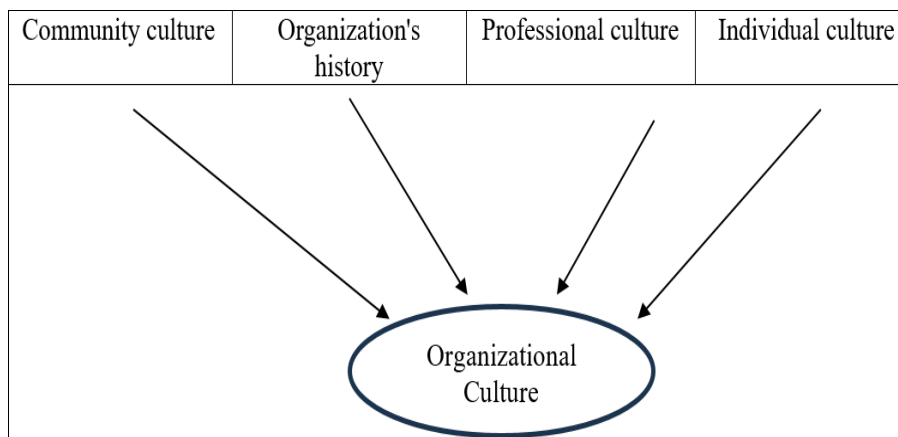 Community culture
Organization's
history
Professional culture
Individual culture
Organizational
Culture